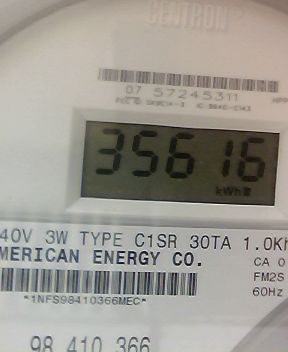 CENTRON
07 57245311
35616
kWh
40V 3W TYPE C1SR 30TA 1.0Kh
MERICAN ENERGY CO.
CA 0
FM2S
60Hz
*1NFS98410366MEC*
98 410 366